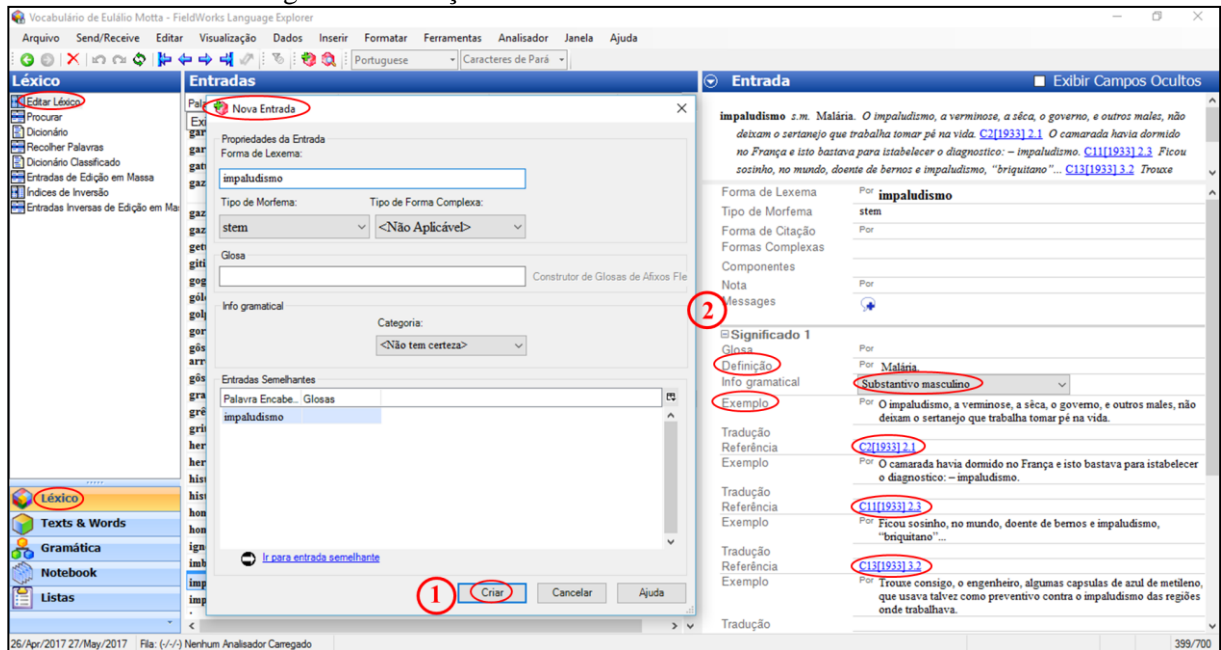 Vocabulário de Eulálio Motta - FieldWorks Language Explorer
Arquivo Send/Receive Editar Visualização Dados Inserir Formatar Ferramentas Analisador Janela Ajuda
Portuguese Caracteres de Pará
Léxico
Editar Léxico
Procurar
Dicionário
Recolher Palavras
Dicionário Classificado
Entradas de Edição em Massa
Índices de Inversão
Entradas Inversas de Edição em Ma
Léxico
Texts & Words
Gramática
Notebook
Listas
Entradas
Nova Entrada
Propriedades da Entrada
Forma de Lexema:
impaludismo
Tipo de Morfema: Tipo de Forma Complexa:
stem <Não Aplicável>
Glosa
Construtor de Glosas de Afixos Fle
Info gramatical
Categoria:
<Não tem certeza>
Entradas Semelhantes
Palavra Encabe.. Glosas
impaludismo
Ir para entrada semelhante
1 Criar Cancelar Ajuda
Entrada Exibir Campos Ocultos
impaludismo s.m. Malária. O impaludismo, a verminose, a sêca, o governo, e outros males, não
deixam o sertanejo que trabalha tomar pé na vida. C2[1933] 2.1 O camarada havia dormido
no França e isto bastava para istabelecer o diagnostico: – impaludismo. C11[1933] 2.3 Ficou
sosinho, no mundo, doente de bernos e impaludismo, “briquitano”... C13[1933] 3.2 Trouxe
Forma de Lexema Por impaludismo
Tipo de Morfema stem
Forma de Citação Por
Formas Complexas
Componentes
Nota Por
2 Messages
Significado 1
Glosa Por
Definição Por Malária.
Info gramatical Substantivo masculino
Exemplo Por O impaludismo, a verminose, a sêca, o governo, e outros males, não
deixam o sertanejo que trabalha tomar pé na vida.
Tradução
Referência C2[1933] 2.1
Exemplo Por O camarada havia dormido no França e isto bastava para istabelecer
o diagnostico: – impaludismo.
Tradução
Referência C11[1933] 2.3
Exemplo Por Ficou sosinho, no mundo, doente de bernos e impaludismo,
“briquitano”...
Tradução
Referência C13[1933] 3.2
Exemplo Por Trouxe consigo, o engenheiro, algumas capsulas de azul de metileno,
que usava talvez como preventivo contra o impaludismo das regiões
onde trabalhava.
Tradução
26/Apr/2017 27/May/2017 Fila: (-/-/-) Nenhum Analisador Carregado 399/700